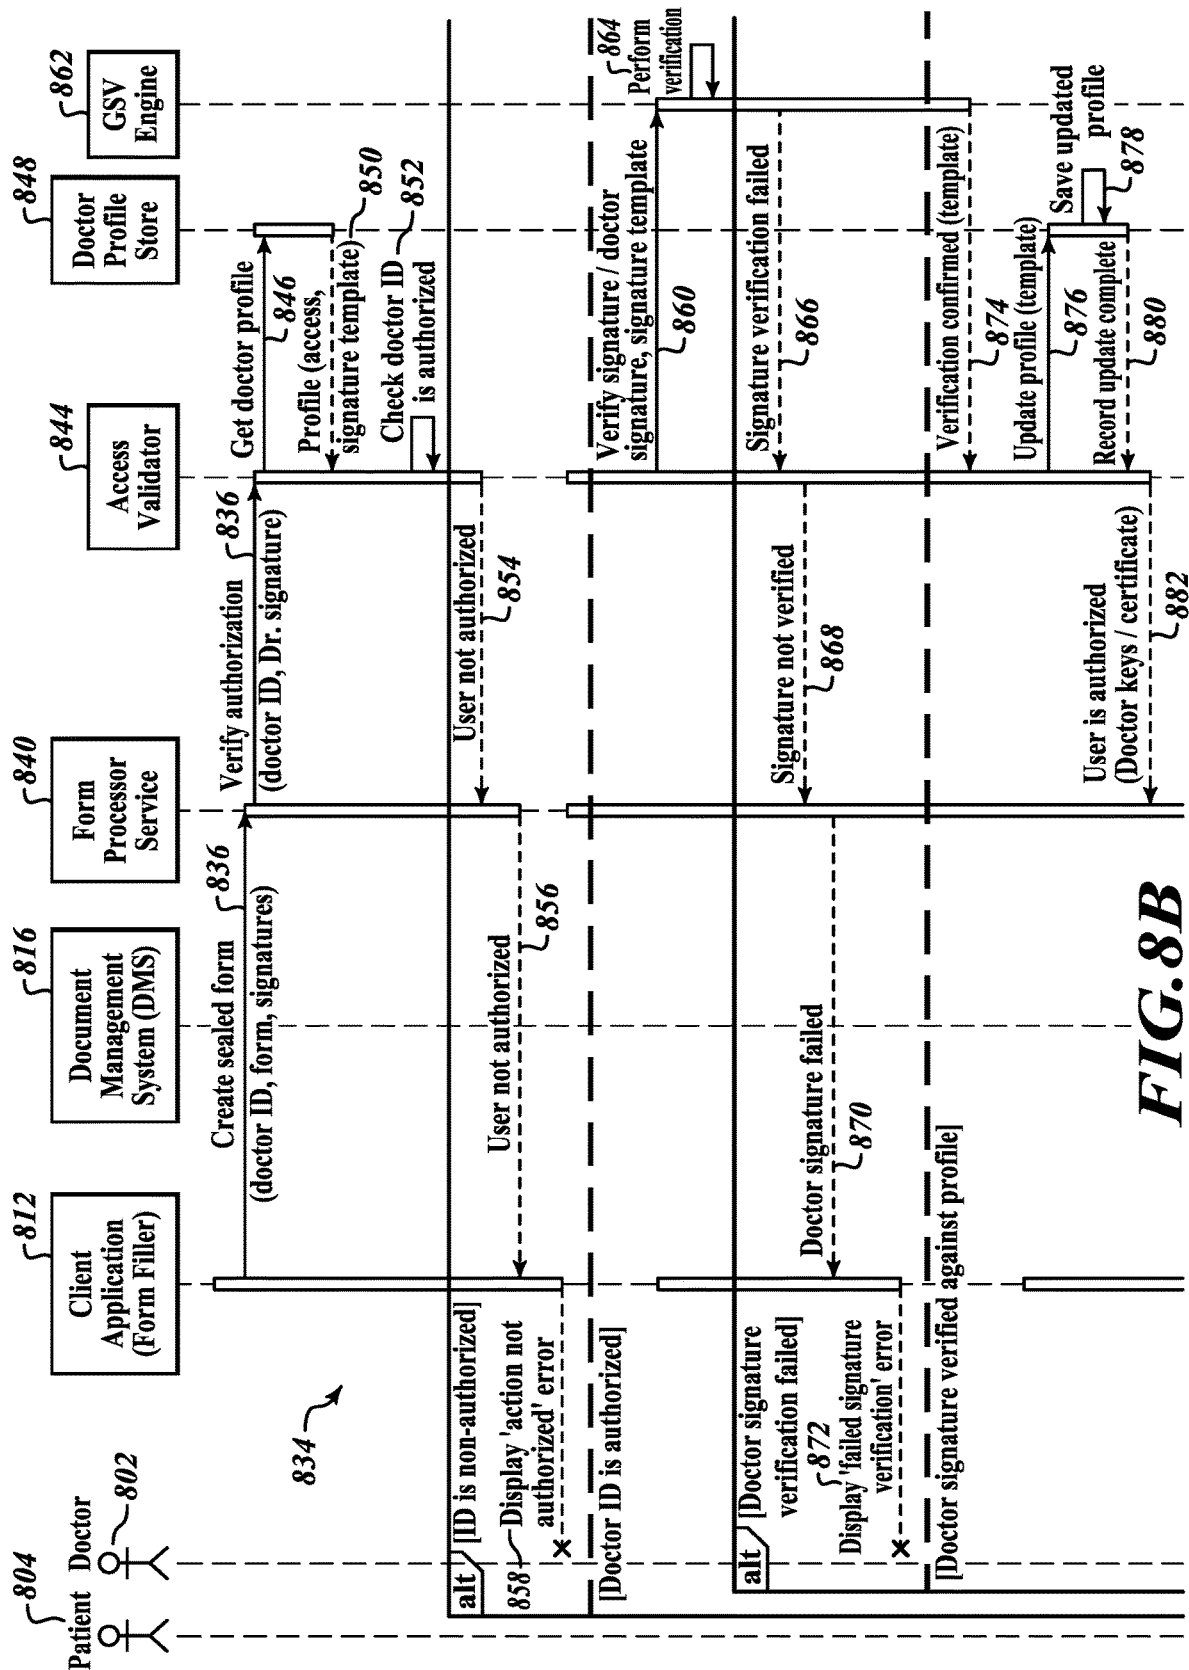 804
Patient
Doctor
802
812
Client
Application
(Form Filler)
816
Document
Management
System (DMS)
840
Form
Processor
Service
844
Access
Validator
848
Doctor
Profile
Store
862
GSV
Engine
834
Create sealed form
836
(doctor ID, form, signatures)
Verify authorization
836
(doctor ID, Dr. signature)
Get doctor profile
846
Profile (access,
signature template)
850
Check doctor ID
852
is authorized
alt
[ID is non-authorized]
User not authorized
854
User not authorized
856
858
Display 'action not
authorized' error
[Doctor ID is authorized]
Verify signature / doctor
signature, signature template
860
864
Perform
verification
alt
[Doctor signature
verification failed]
Signature verification failed
866
Signature not verified
868
Doctor signature failed
870
872
Display 'failed signature
verification' error
[Doctor signature verified against profile]
Verification confirmed (template)
874
Update profile (template)
876
Save updated
profile
878
Record update complete
880
User is authorized
(Doctor keys / certificate)
882
FIG.8B